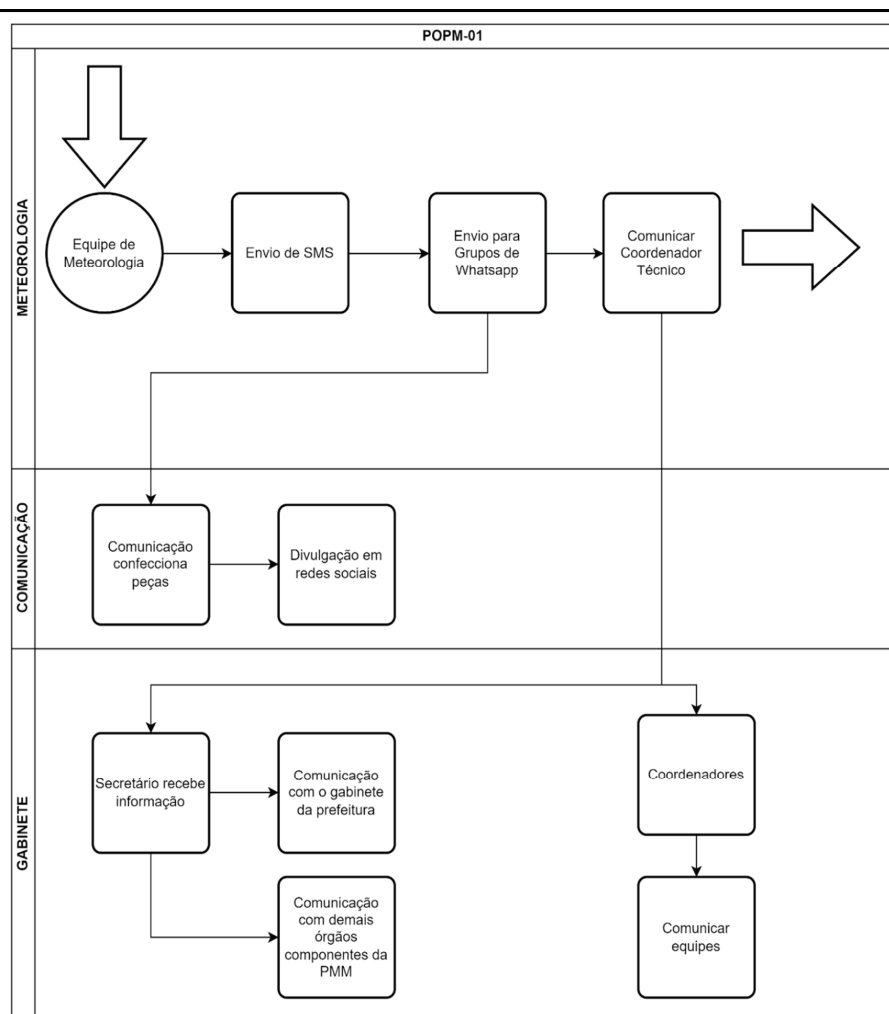 POPM-01
METEOROLOGIA
Equipe de
Meteorologia
Envio de SMS
Envio para
Grupos de
Whatsapp
Comunicar
Coordenador
Técnico
COMUNICAÇÃO
Comunicação
confecciona
peças
Divulgação em
redes sociais
GABINETE
Secretário recebe
informação
Comunicação
com o gabinete
da prefeitura
Coordenadores
Comunicação
com demais
órgãos
componentes da
PMM
Comunicar
equipes